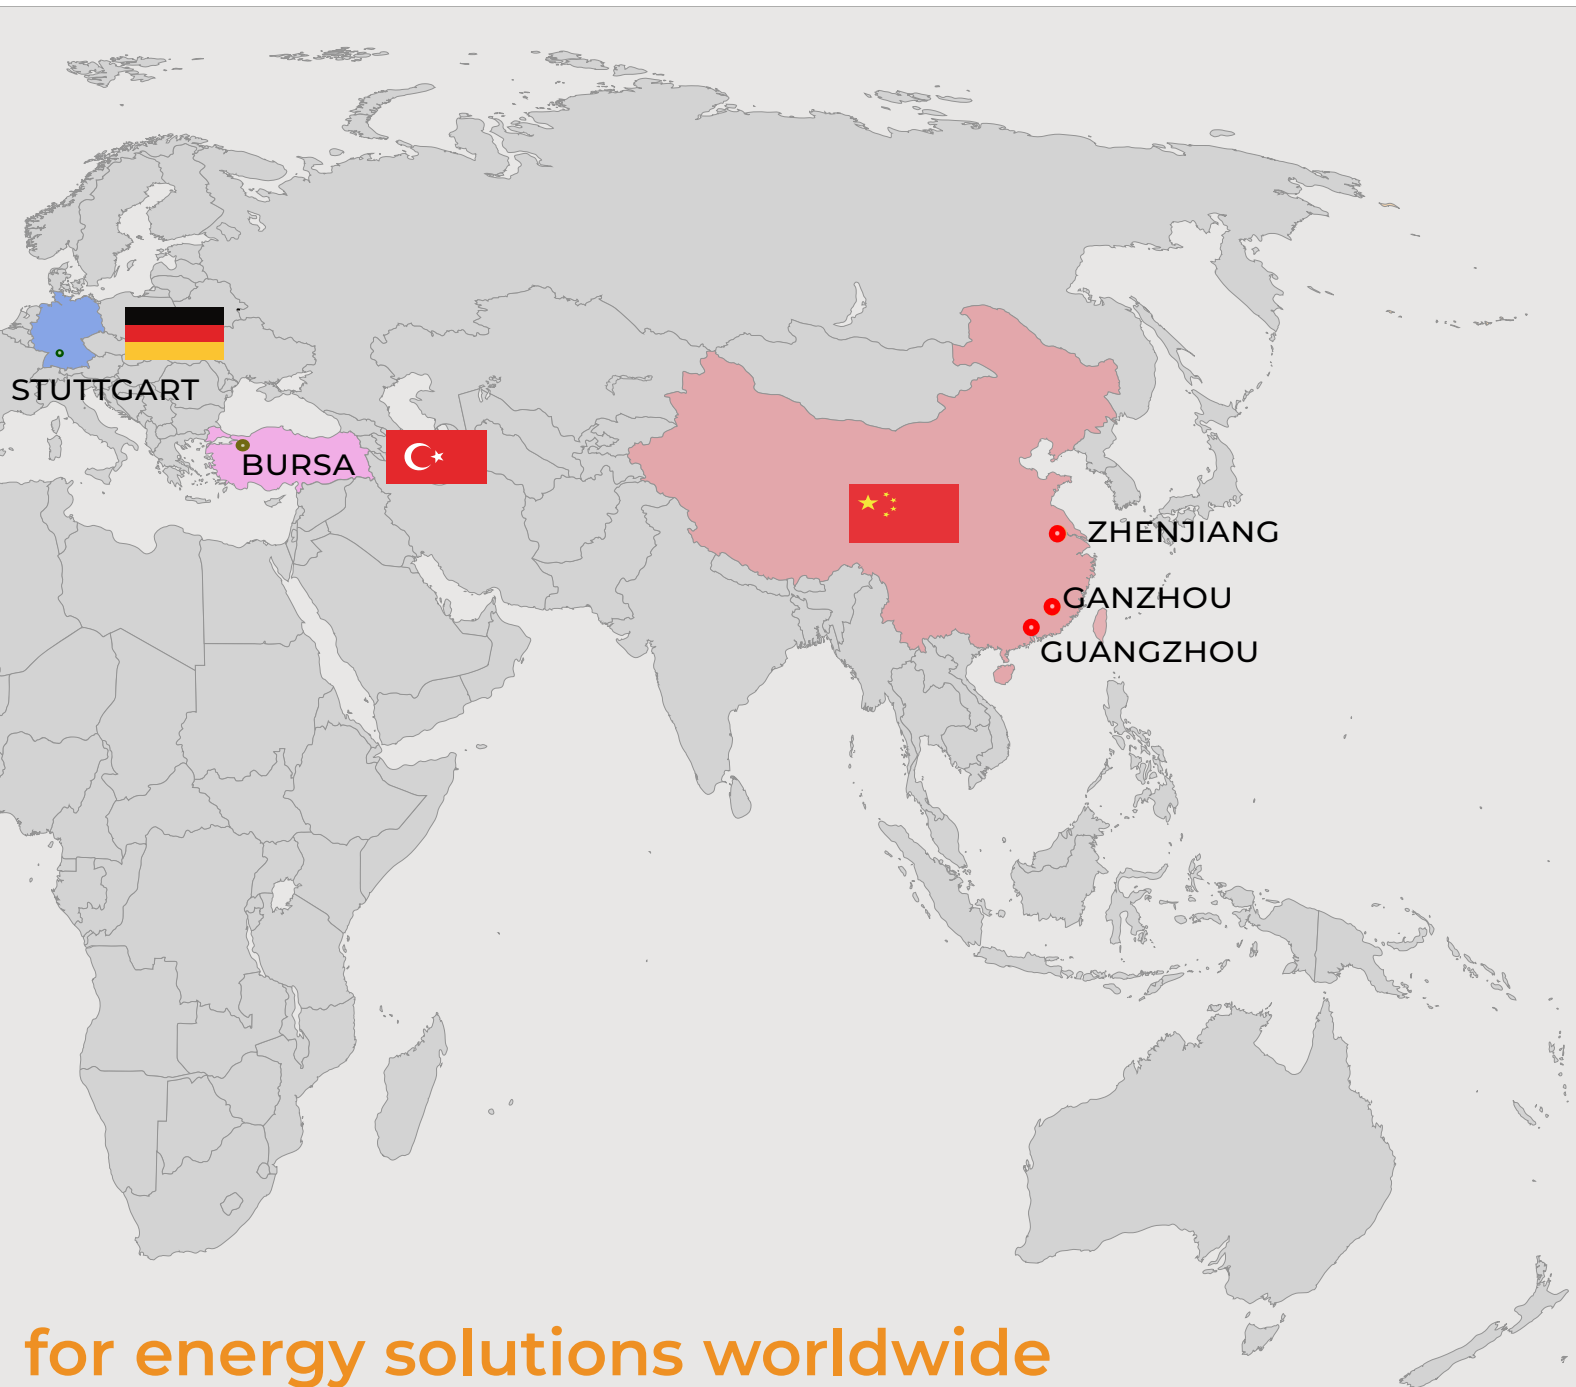 STUTTGART
BURSA
ZHENJIANG
GANZHOU
GUANGZHOU
for energy solutions worldwide